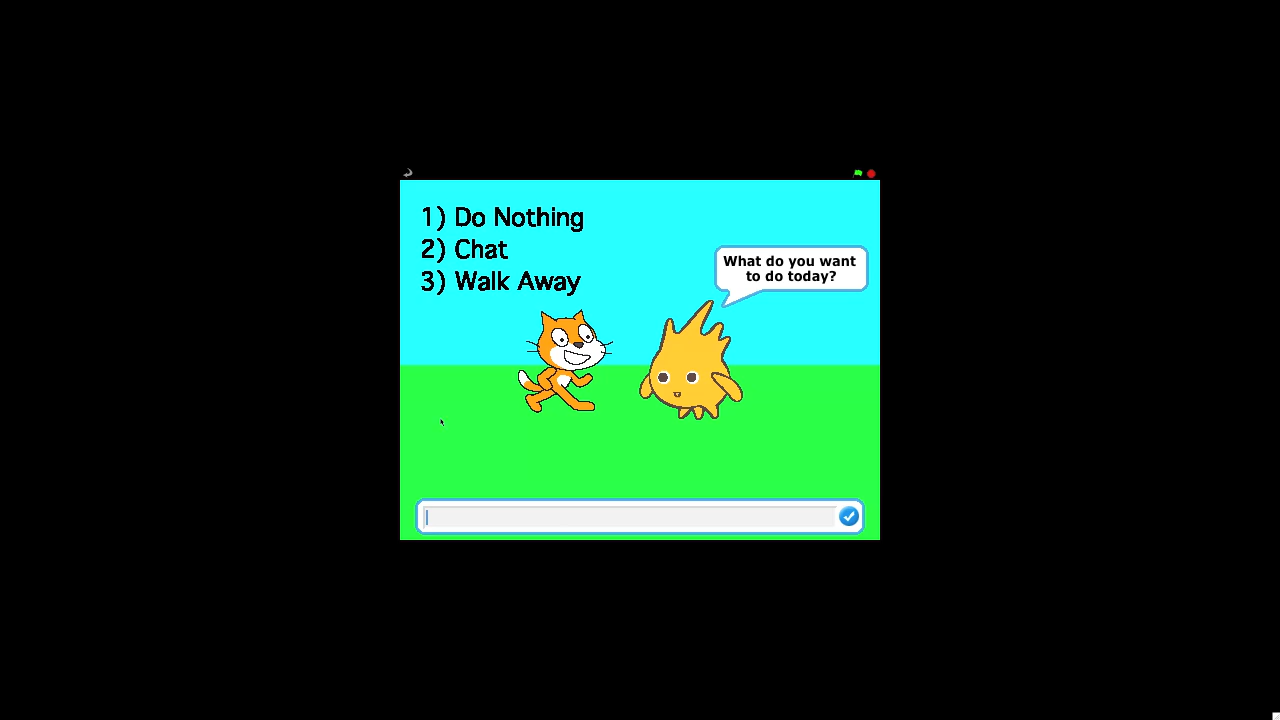 1) Do Nothing
2) Chat
3) Walk Away
What do you want
to do today?